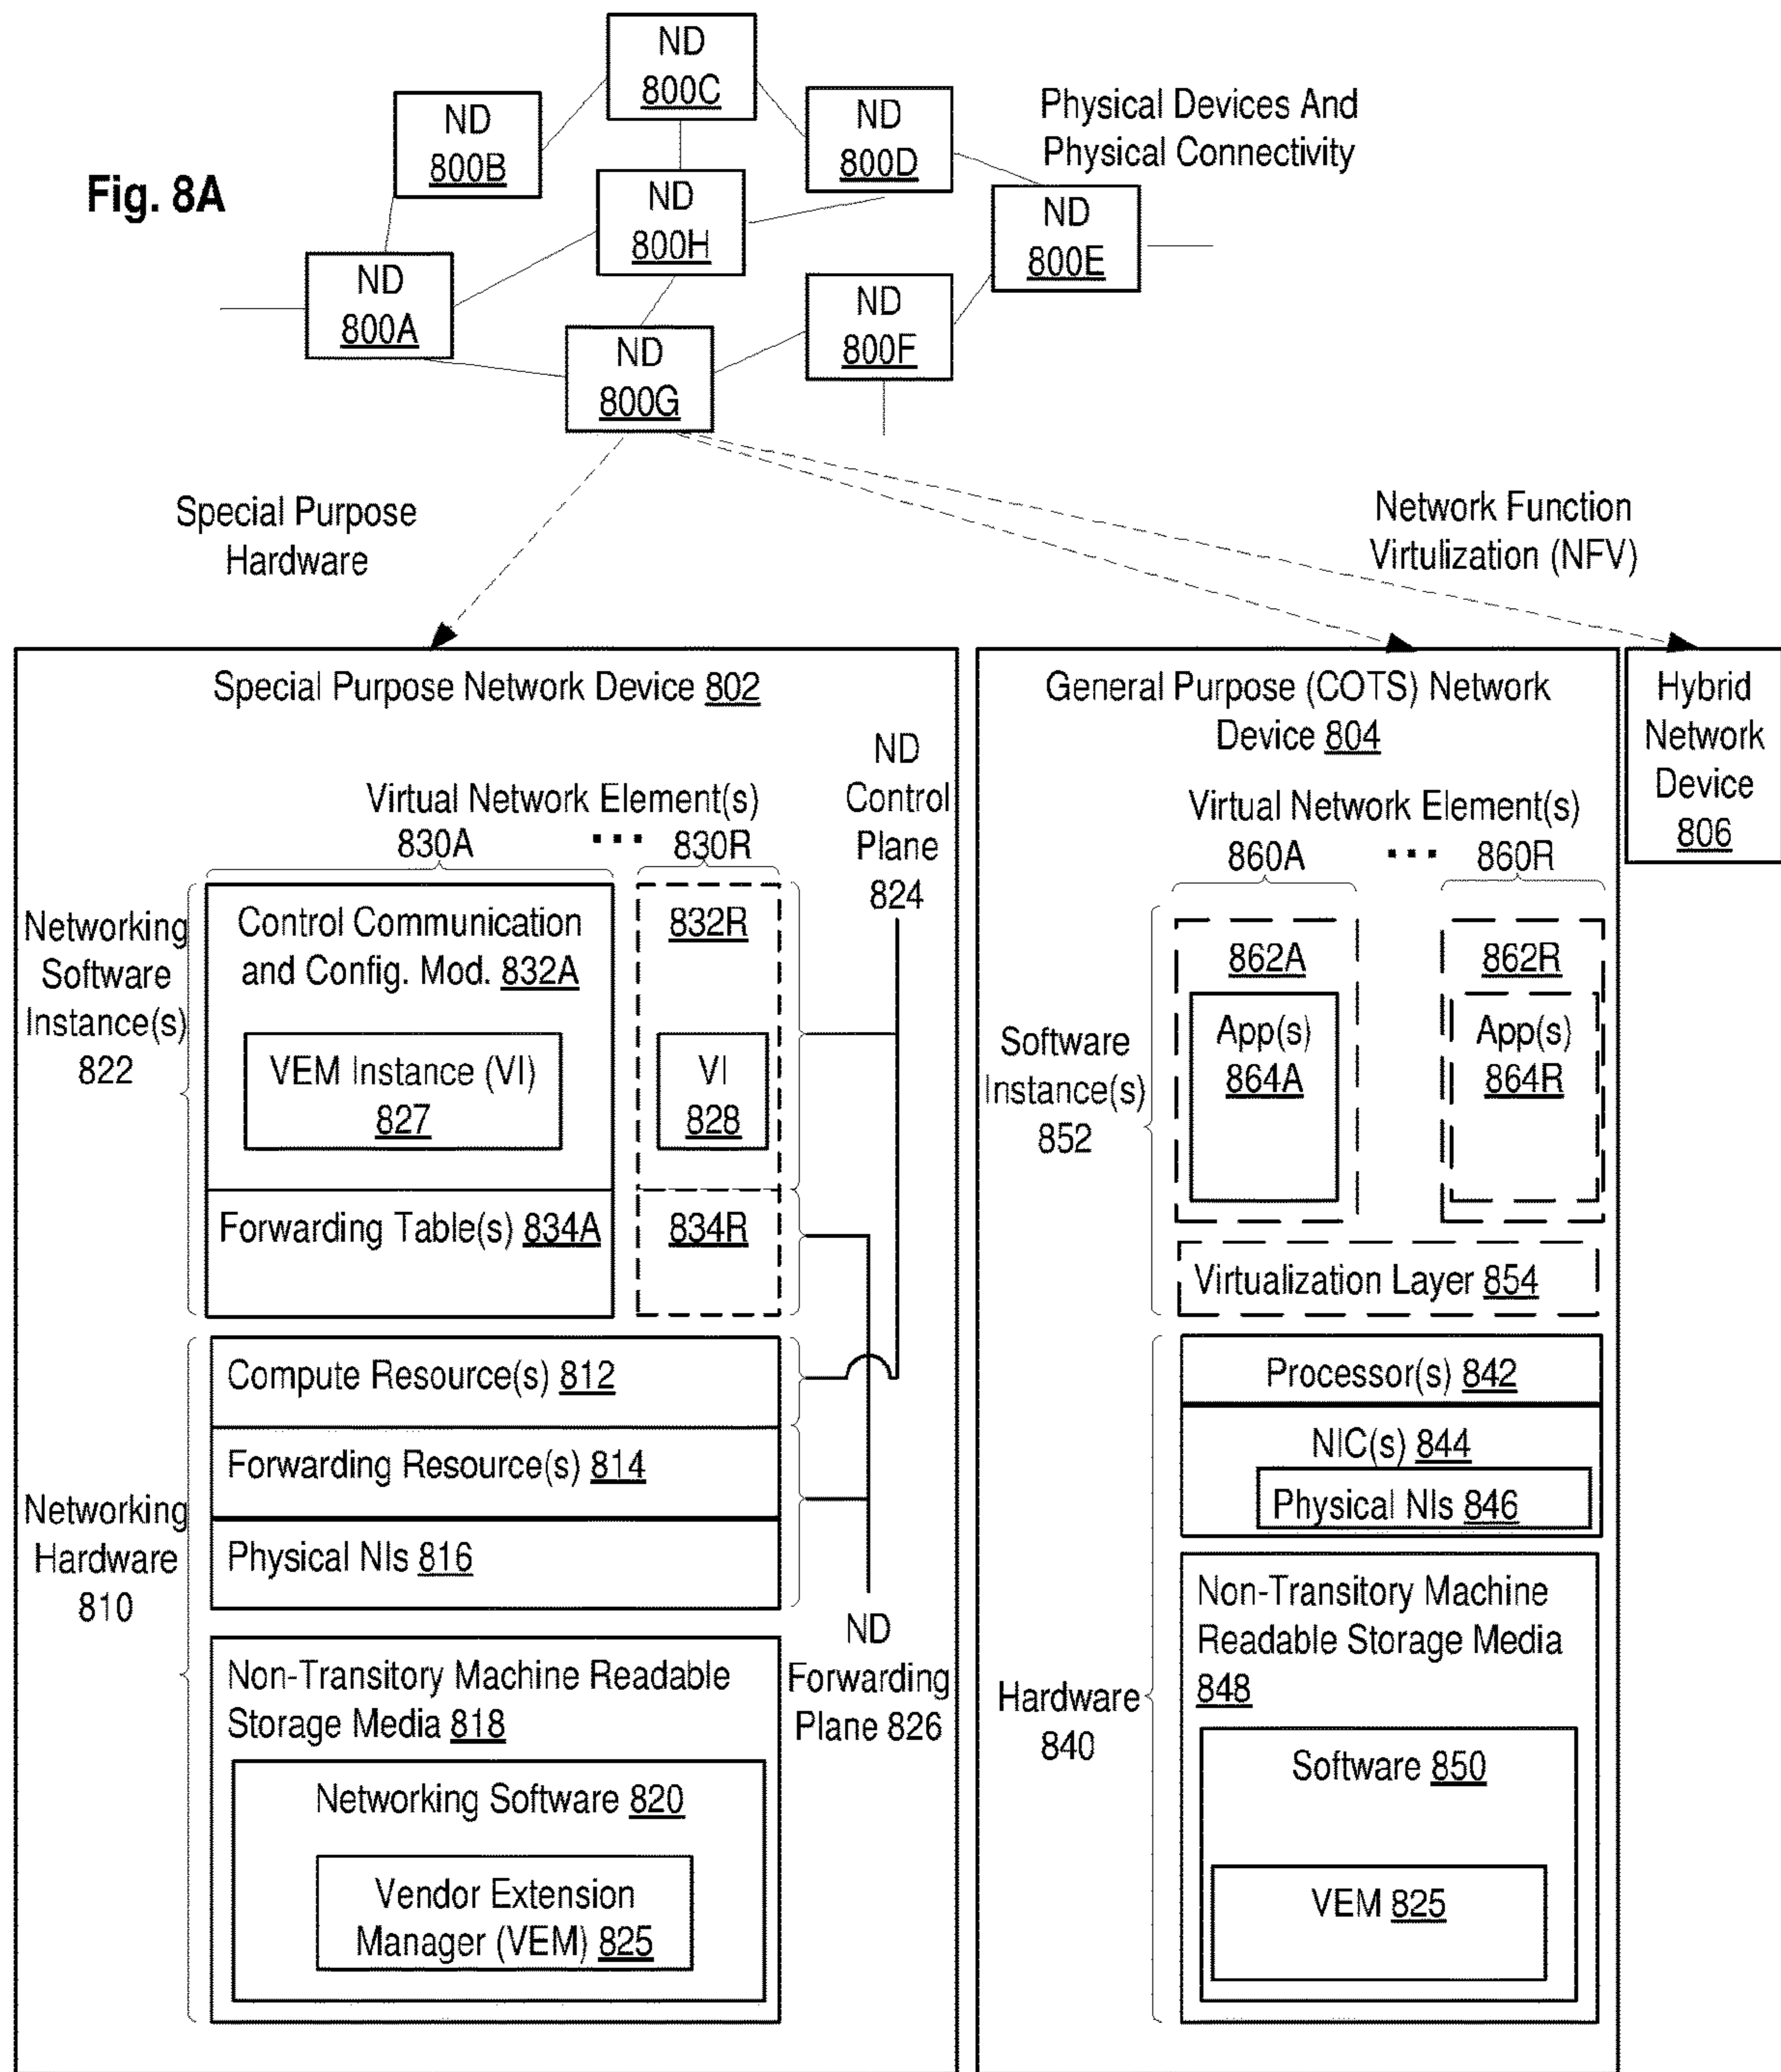 Fig. 8A
ND
800C
ND
800B
ND
800D
Physical Devices And
Physical Connectivity
ND
800H
ND
800E
ND
800A
ND
800F
ND
800G
Special Purpose
Hardware
Network Function
Virtulization (NFV)
Special Purpose Network Device 802
ND
Control
Plane
824
Virtual Network Element(s)
830A ... 830R
Networking
Software
Instance(s)
822
Control Communication
and Config. Mod. 832A
832R
VEM Instance (VI)
827
VI
828
Forwarding Table(s) 834A
834R
Networking
Hardware
810
Compute Resource(s) 812
Forwarding Resource(s) 814
Physical NIs 816
ND
Forwarding
Plane 826
Non-Transitory Machine Readable
Storage Media 818
Networking Software 820
Vendor Extension
Manager (VEM) 825
General Purpose (COTS) Network
Device 804
Virtual Network Element(s)
860A ... 860R
Software
Instance(s)
852
862A
862R
App(s)
864A
App(s)
864R
Virtualization Layer 854
Hardware
840
Processor(s) 842
NIC(s) 844
Physical NIs 846
Non-Transitory Machine
Readable Storage Media
848
Software 850
VEM 825
Hybrid
Network
Device
806